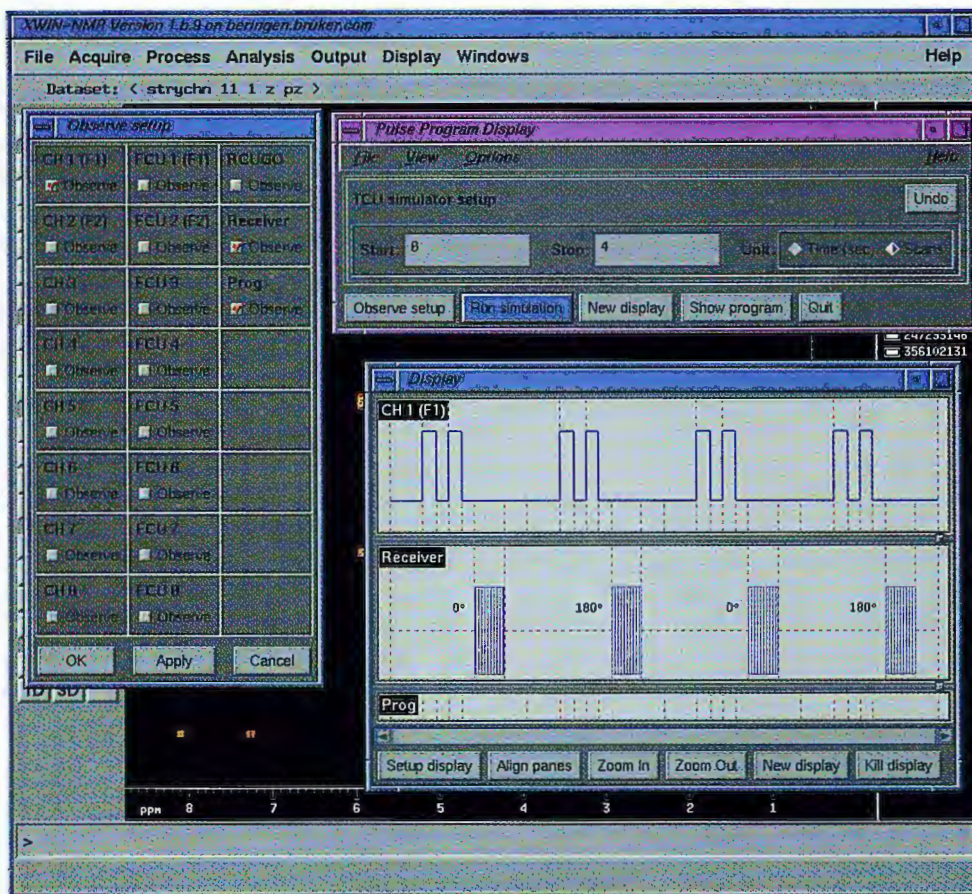 XWIN-NMR Version 1.b.9 on beringen.bruker.com
File Acquire Process Analysis Output Display Windows Help
Dataset: < strychn 11 1 z pz >
Observe setup
CH 1 (F1) FCU 1 (F1) RCUGO
Observe Observe Observe
CH 2 (F2) FCU 2 (F2) Receiver
Observe Observe Observe
CH 3 FCU 3 Prog
Observe Observe Observe
CH 4 FCU 4
Observe Observe
CH 5 FCU 5
Observe Observe
CH 6 FCU 6
Observe Observe
CH 7 FCU 7
Observe Observe
CH 8 FCU 8
Observe Observe
OK Apply Cancel
Pulse Program Display
File View Options Help
TCU simulator setup Undo
Start: 0 Stop: 4 Unit: Time (sec) Scans
Observe setup Run simulation New display Show program Quit
247235146
356102131
Display
CH 1 (F1)
Receiver
0° 180° 0° 180°
Prog
Setup display Align panes Zoom In Zoom Out New display Kill display
1D 3D
ppm 8 7 6 5 4 3 2 1
>